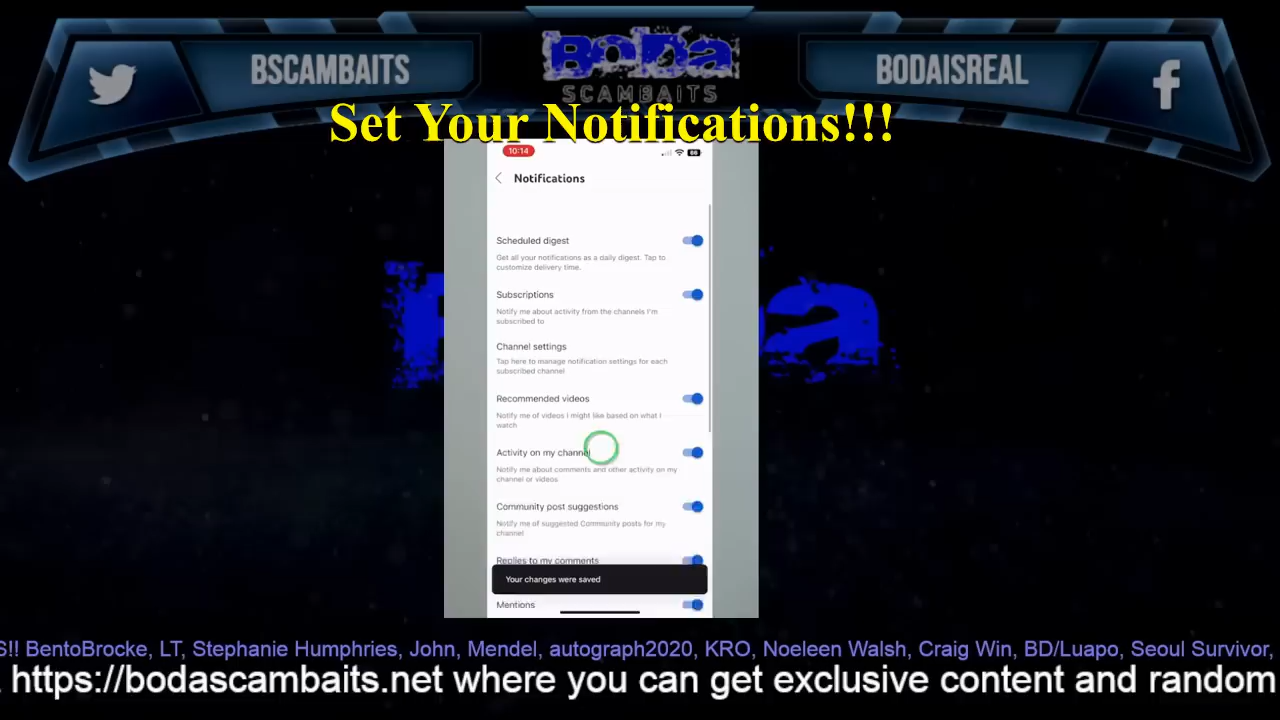 BSCAMBAITS
BoDa
SCAMBAITS
BODAISREAL
Set Your Notifications!!!
10:14
86
Notifications
Scheduled digest
Get all your notifications as a daily digest. Tap to
customize delivery time.
Subscriptions
Notify me about activity from the channels I'm
subscribed to
Channel settings
Tap here to manage notification settings for each
subscribed channel
Recommended videos
Notify me of videos I might like based on what I
watch
Activity on my channel
Notify me about comments and other activity on my
channel or videos
Community post suggestions
Notify me of suggested Community posts for my
channel
Replies to my comments
Your changes were saved
Mentions
S!! BentoBrocke, LT, Stephanie Humphries, John, Mendel, autograph2020, KRO, Noeleen Walsh, Craig Win, BD/Luapo, Seoul Survivor,
https://bodascambaits.net where you can get exclusive content and random